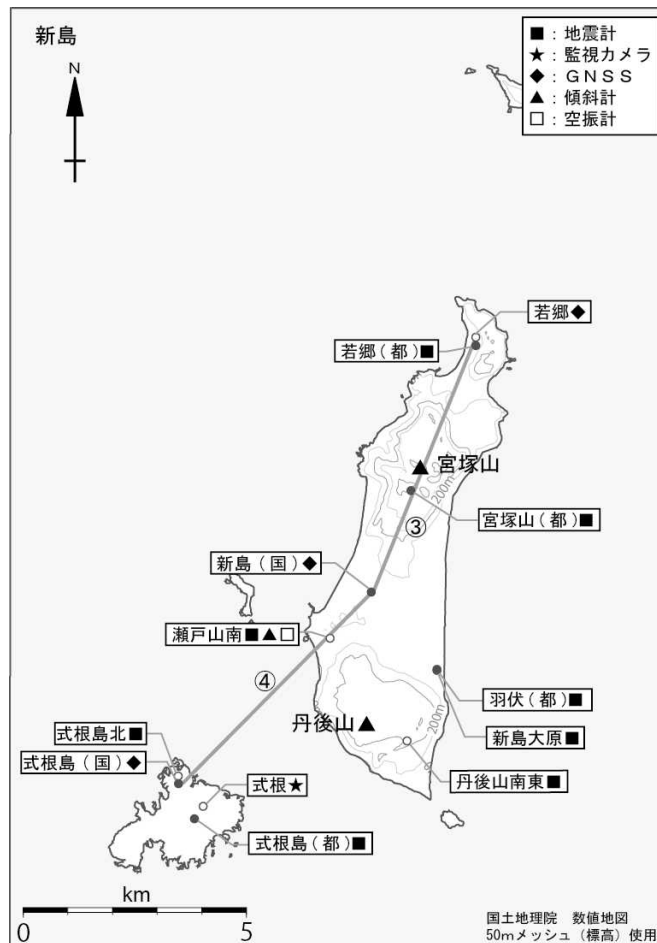 新島
■：地震計
★：監視カメラ
◆：ＧＮＳＳ
▲：傾斜計
□：空振計
N
若郷◆
若郷(都)■
宮塚山
200m
宮塚山(都)■
③
新島(国)◆
瀬戸山南■▲□
④
羽伏(都)■
丹後山
200m
新島大原■
式根島北■
式根島(国)◆
式根★
丹後山南東■
式根島(都)■
km
0 5
国土地理院　数値地図
50mメッシュ（標高）使用